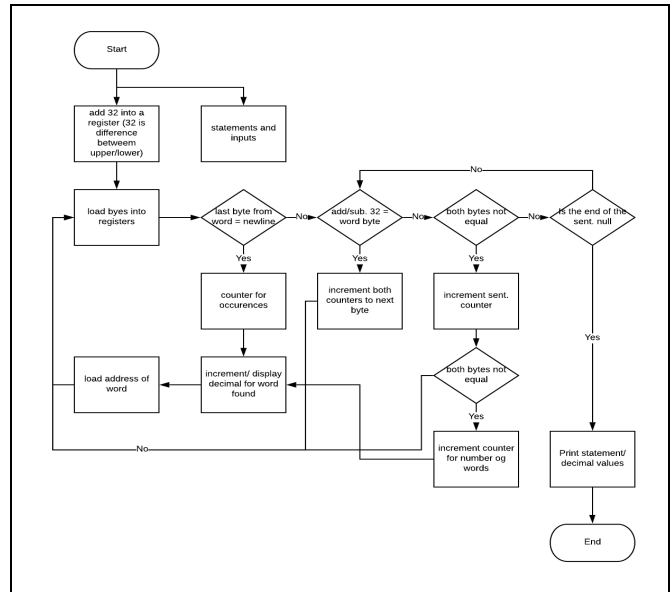 Start
add 32 into a
register (32 is
difference
betweem
upper/lower)
statements and
inputs
No
load byes into
registers
last byte from
word = newline
No
add/sub. 32 =
word byte
No
both bytes not
equal
No
Is the end of the
sent. null
Yes
Yes
Yes
counter for
occurences
increment both
counters to next
byte
increment sent.
counter
Yes
load address of
word
increment/ display
decimal for word
found
both bytes not
equal
Yes
No
increment counter
for number og
words
Print statement/
decimal values
End